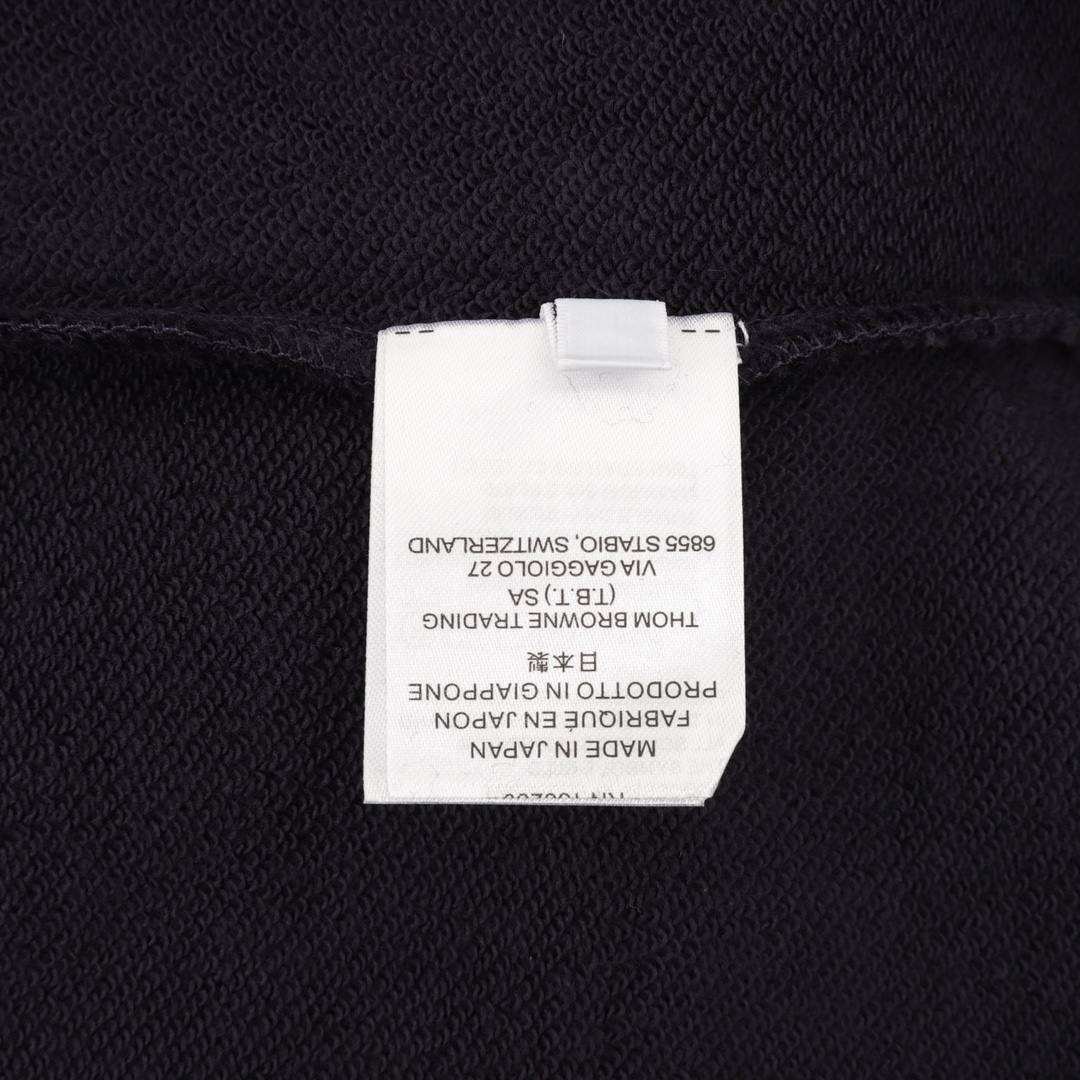 RN
MADE IN JAPAN
FABRIQUÉ EN JAPON
PRODOTTO IN GIAPPONE
日本製
THOM BROWNE TRADING
(T.B.T.) SA
VIA GAGGIOLO 27
6855 STABIO, SWITZERLAND